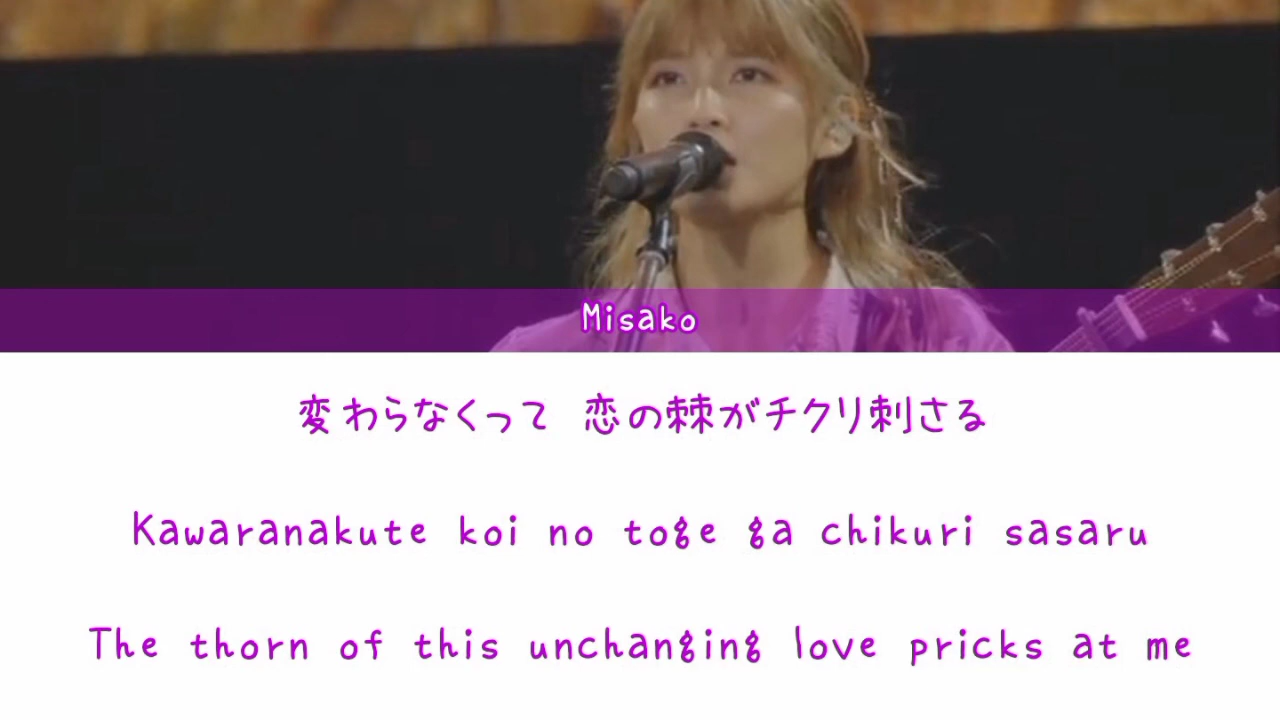 Misako
変わらなくって 恋の棘がチクリ刺さる
Kawaranakute koi no toge ga chikuri sasaru
The thorn of this unchanging love pricks at me